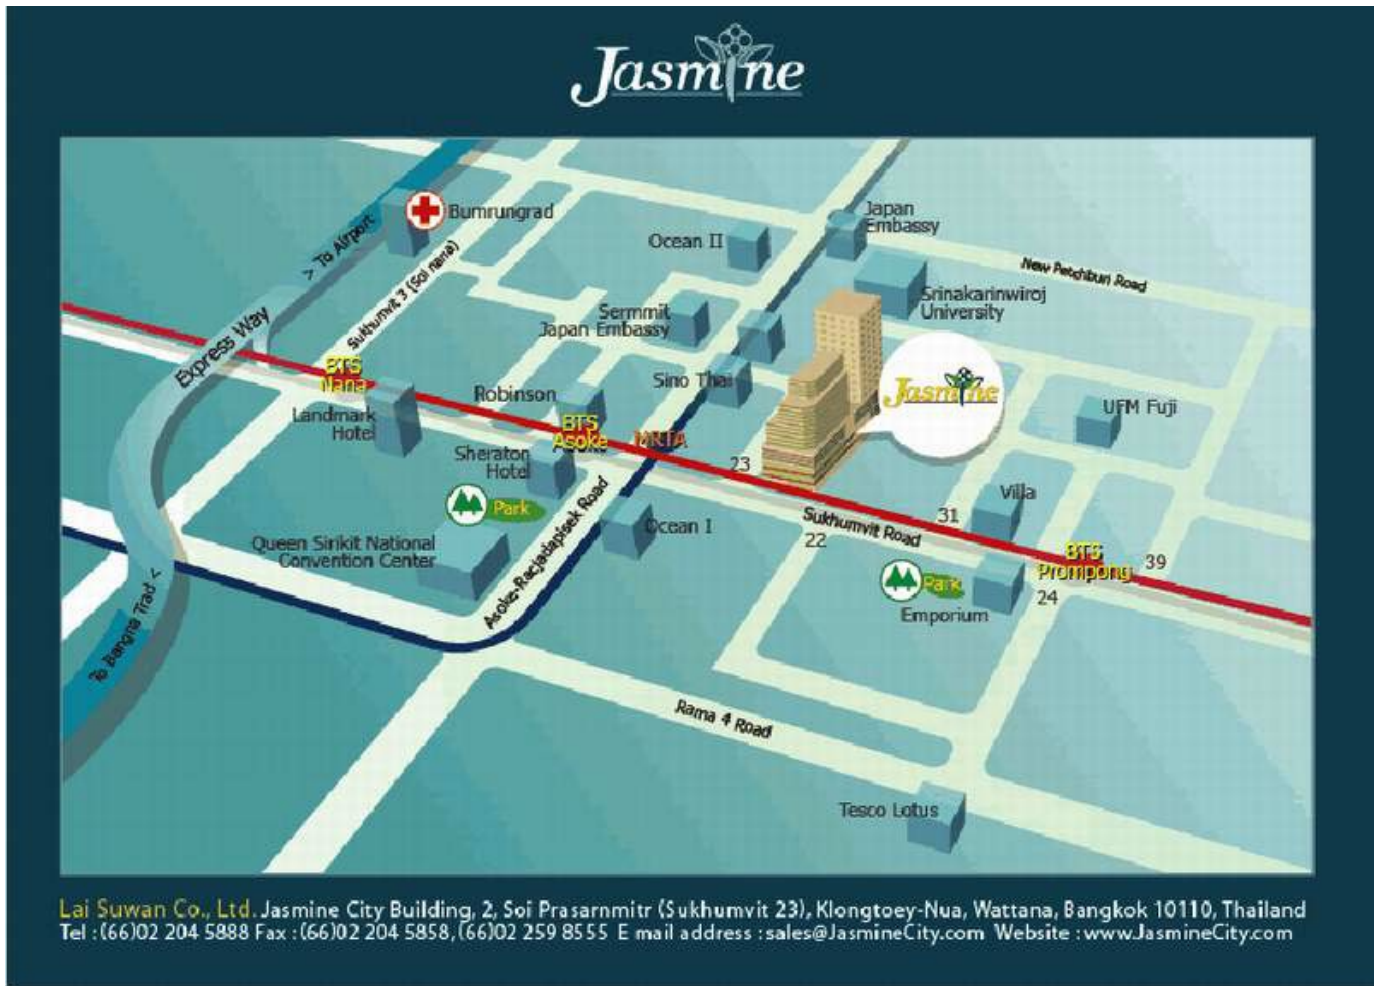 Jasmine
Bumrungrad
> To Airport
Sukhumvit 3 (Soi nana)
Express Way
Ocean II
Japan
Embassy
New Petchburi Road
Srinakarinwiroj
University
Sermmit
Japan Embassy
Sino Thai
Jasmine
UFM Fuji
BTS
Nana
Landmark
Hotel
Robinson
BTS
Asoke
MRTA
Sheraton
Hotel
23
Park
Villa
31
Sukhumvit Road
22
Ocean I
Asoke-Racjadapisek Road
Queen Sirikit National
Convention Center
BTS
Prompong
39
24
Park
Emporium
To Bangna Trad <
Rama 4 Road
Tesco Lotus
Lai Suwan Co., Ltd. Jasmine City Building, 2, Soi Prasarnmitr (Sukhumvit 23), Klongtoey-Nua, Wattana, Bangkok 10110, Thailand
Tel :(66)02 204 5888 Fax :(66)02 204 5858, (66)02 259 8555 E mail address :sales@JasmineCity.com Website :www.JasmineCity.com